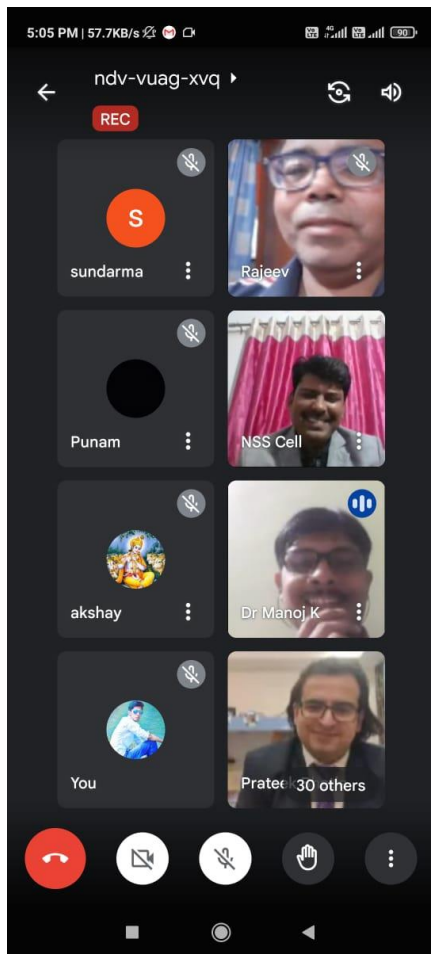 5:05 PM | 57.7KB/s
4G
90
ndv-vuag-xvq
REC
S
sundarma
Rajeev
Punam
NSS Cell
akshay
Dr Manoj K
You
30 others